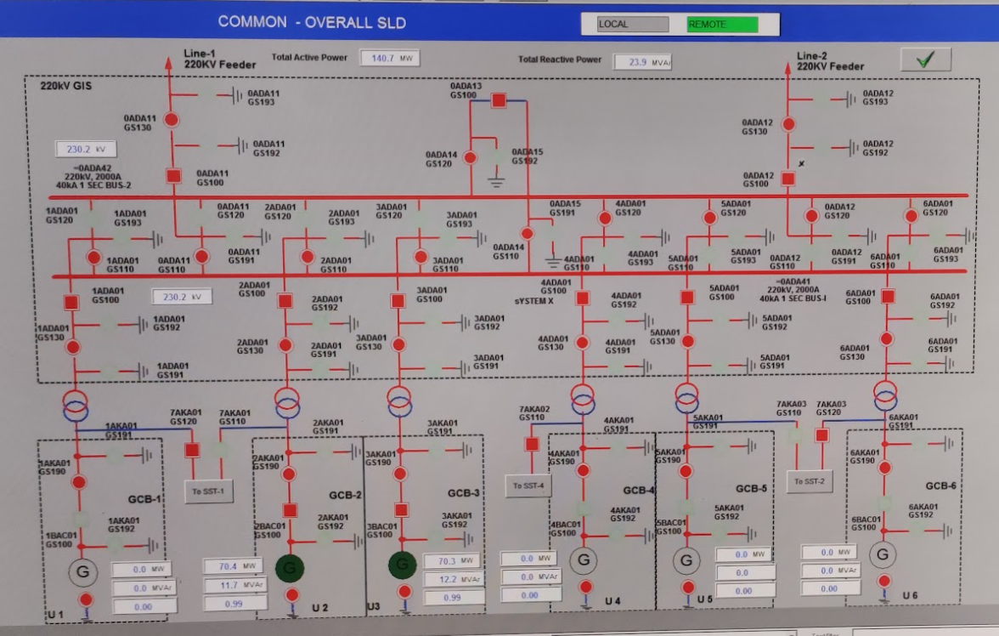 COMMON - OVERALL SLD
LOCAL
REMOTE
Line-1
220KV Feeder
Total Active Power
140.7 MW
Total Reactive Power
23.9 MVAr
Line-2
220KV Feeder
220kV GIS
0ADA11
GS193
0ADA13
GS100
0ADA12
GS193
0ADA11
GS130
0ADA12
GS130
0ADA11
GS192
0ADA12
GS192
230.2 kV
0ADA14
GS120
0ADA15
GS192
x
=0ADA42
220kV, 2000A
40kA 1 SEC BUS-2
0ADA11
GS100
0ADA12
GS100
1ADA01
GS120
1ADA01
GS193
0ADA11
GS120
2ADA01
GS120
2ADA01
GS193
3ADA01
GS120
3ADA01
GS193
0ADA15
GS191
4ADA01
GS120
5ADA01
GS120
0ADA12
GS120
6ADA01
GS120
1ADA01
GS110
0ADA11
GS110
0ADA11
GS191
2ADA01
GS110
3ADA01
GS110
0ADA14
GS110
4ADA01
GS110
4ADA01
GS193
5ADA01
GS110
5ADA01
GS193
0ADA12
GS110
0ADA12
GS191
6ADA01
GS110
6ADA01
GS193
1ADA01
GS100
230.2 kV
2ADA01
GS100
2ADA01
GS192
3ADA01
GS100
4ADA01
GS100
sYSTEM X
4ADA01
GS192
5ADA01
GS100
=0ADA41
220kV, 2000A
40kA 1 SEC BUS-I
6ADA01
GS100
6ADA01
GS192
1ADA01
GS130
1ADA01
GS192
2ADA01
GS130
2ADA01
GS191
3ADA01
GS130
3ADA01
GS192
4ADA01
GS130
4ADA01
GS191
5ADA01
GS130
5ADA01
GS192
6ADA01
GS130
6ADA01
GS191
1ADA01
GS191
3ADA01
GS191
5ADA01
GS191
1AKA01
GS191
7AKA01
GS120
7AKA01
GS110
2AKA01
GS191
3AKA01
GS191
7AKA02
GS110
4AKA01
GS191
5AKA01
GS191
7AKA03
GS110
7AKA03
GS120
6AKA01
GS191
1AKA01
GS190
2AKA01
GS190
3AKA01
GS190
4AKA01
GS190
5AKA01
GS190
6AKA01
GS190
GCB-1
To SST-1
GCB-2
GCB-3
To SST-4
GCB-4
GCB-5
To SST-2
GCB-6
1BAC01
GS100
1AKA01
GS192
2BAC01
GS100
2AKA01
GS192
3BAC01
GS100
3AKA01
GS192
4BAC01
GS100
4AKA01
GS192
5BAC01
GS100
5AKA01
GS192
6BAC01
GS100
6AKA01
GS192
G
0.0 MW
0.0 MVAr
0.00
U 1
70.4 MW
11.7 MVAr
0.99
G
U 2
G
70.3 MW
12.2 MVAr
0.99
U3
0.0 MW
0.0 MVAr
0.00
G
U 4
G
0.0 MW
0.0
0.00
U 5
0.0 MW
0.0 MVAr
0.00
G
U 6